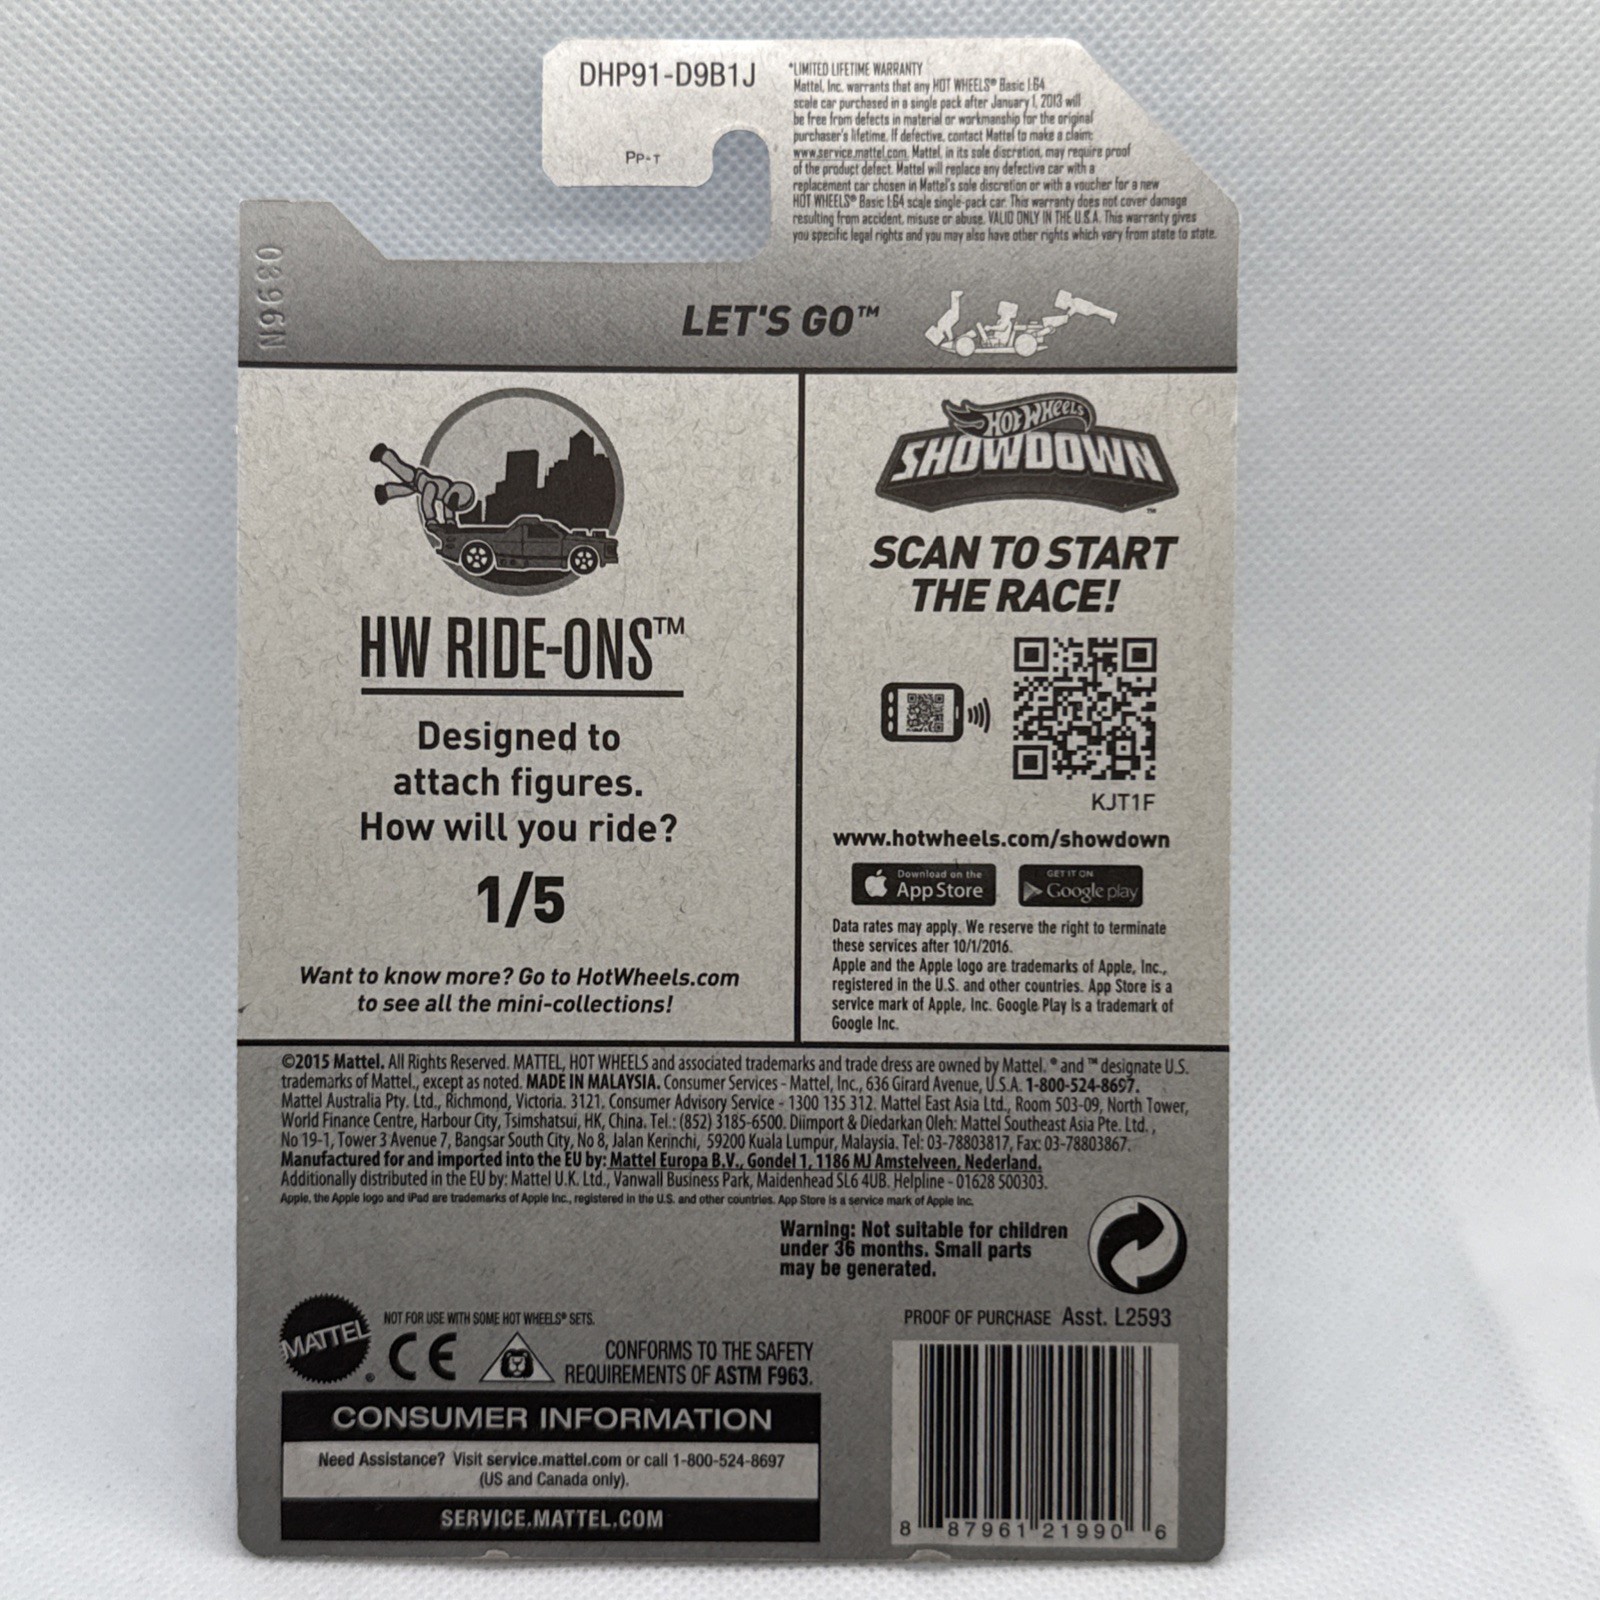 DHP91-D9B1J
PP-T
*LIMITED LIFETIME WARRANTY
Mattel, Inc. warrants that any HOT WHEELS® Basic 1:64
scale car purchased in a single pack after January 1, 2013 will
be free from defects in material or workmanship for the original
purchaser's lifetime. If defective, contact Mattel to make a claim:
www.service.mattel.com. Mattel, in its sole discretion, may require proof
of the product defect. Mattel will replace any defective car with a
replacement car chosen in Mattel's sole discretion or with a voucher for a new
HOT WHEELS® Basic 1:64 scale single-pack car. This warranty does not cover damage
resulting from accident, misuse or abuse. VALID ONLY IN THE U.S.A. This warranty gives
you specific legal rights and you may also have other rights which vary from state to state.
N9680
LET'S GO™
HW RIDE-ONS™
Designed to
attach figures.
How will you ride?
1/5
Want to know more? Go to HotWheels.com
to see all the mini-collections!
HOT WHEELS
SHOWDOWN™
SCAN TO START
THE RACE!
KJT1F
www.hotwheels.com/showdown
Download on the
App Store
GET IT ON
Google play
Data rates may apply. We reserve the right to terminate
these services after 10/1/2016.
Apple and the Apple logo are trademarks of Apple, Inc.,
registered in the U.S. and other countries. App Store is a
service mark of Apple, Inc. Google Play is a trademark of
Google Inc.
©2015 Mattel. All Rights Reserved. MATTEL, HOT WHEELS and associated trademarks and trade dress are owned by Mattel. ® and ™ designate U.S.
trademarks of Mattel., except as noted. MADE IN MALAYSIA. Consumer Services - Mattel, Inc., 636 Girard Avenue, U.S.A. 1-800-524-8697.
Mattel Australia Pty. Ltd., Richmond, Victoria. 3121. Consumer Advisory Service - 1300 135 312. Mattel East Asia Ltd., Room 503-09, North Tower,
World Finance Centre, Harbour City, Tsimshatsui, HK, China. Tel.: (852) 3185-6500. Diimport & Diedarkan Oleh: Mattel Southeast Asia Pte. Ltd.,
No 19-1, Tower 3 Avenue 7, Bangsar South City, No 8, Jalan Kerinchi, 59200 Kuala Lumpur, Malaysia. Tel: 03-78803817, Fax: 03-78803867.
Manufactured for and imported into the EU by: Mattel Europa B.V., Gondel 1, 1186 MJ Amstelveen, Nederland.
Additionally distributed in the EU by: Mattel U.K. Ltd., Vanwall Business Park, Maidenhead SL6 4UB. Helpline - 01628 500303.
Apple, the Apple logo and iPad are trademarks of Apple Inc., registered in the U.S. and other countries. App Store is a service mark of Apple Inc.
Warning: Not suitable for children
under 36 months. Small parts
may be generated.
MATTEL®
NOT FOR USE WITH SOME HOT WHEELS® SETS.
CE
CONFORMS TO THE SAFETY
REQUIREMENTS OF ASTM F963.
PROOF OF PURCHASE Asst. L2593
CONSUMER INFORMATION
Need Assistance? Visit service.mattel.com or call 1-800-524-8697
(US and Canada only).
SERVICE.MATTEL.COM
8 87961 21990 6